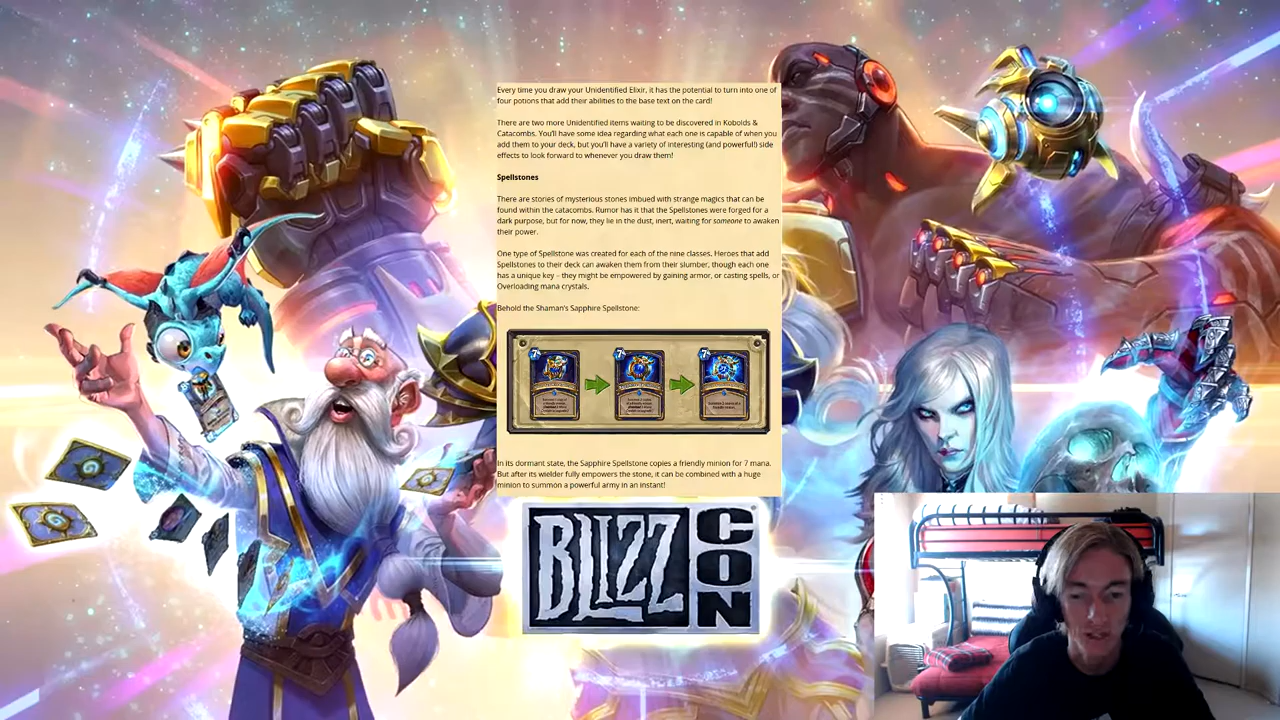 Every time you draw your Unidentified Elixir, it has the potential to turn into one of
four potions that add their abilities to the base text on the card!
There are two more Unidentified items waiting to be discovered in Kobolds &
Catacombs. You'll have some idea regarding what each one is capable of when you
add them to your deck, but you'll have a variety of interesting (and powerful!) side
effects to look forward to whenever you draw them!
Spellstones
There are stories of mysterious stones imbued with strange magics that can be
found within the catacombs. Rumor has it that the Spellstones were forged for a
dark purpose, but for now, they lie in the dust, inert, waiting for someone to awaken
their power.
One type of Spellstone was created for each of the nine classes. Heroes that add
Spellstones to their deck can awaken them from their slumber, though each one
has a unique key – they might be empowered by gaining armor, or casting spells, or
Overloading mana crystals.
Behold the Shaman's Sapphire Spellstone:
7 7 7
In its dormant state, the Sapphire Spellstone copies a friendly minion for 7 mana.
But after its wielder fully empowers the stone, it can be combined with a huge
minion to summon a powerful army in an instant!
BLIZZ
CON